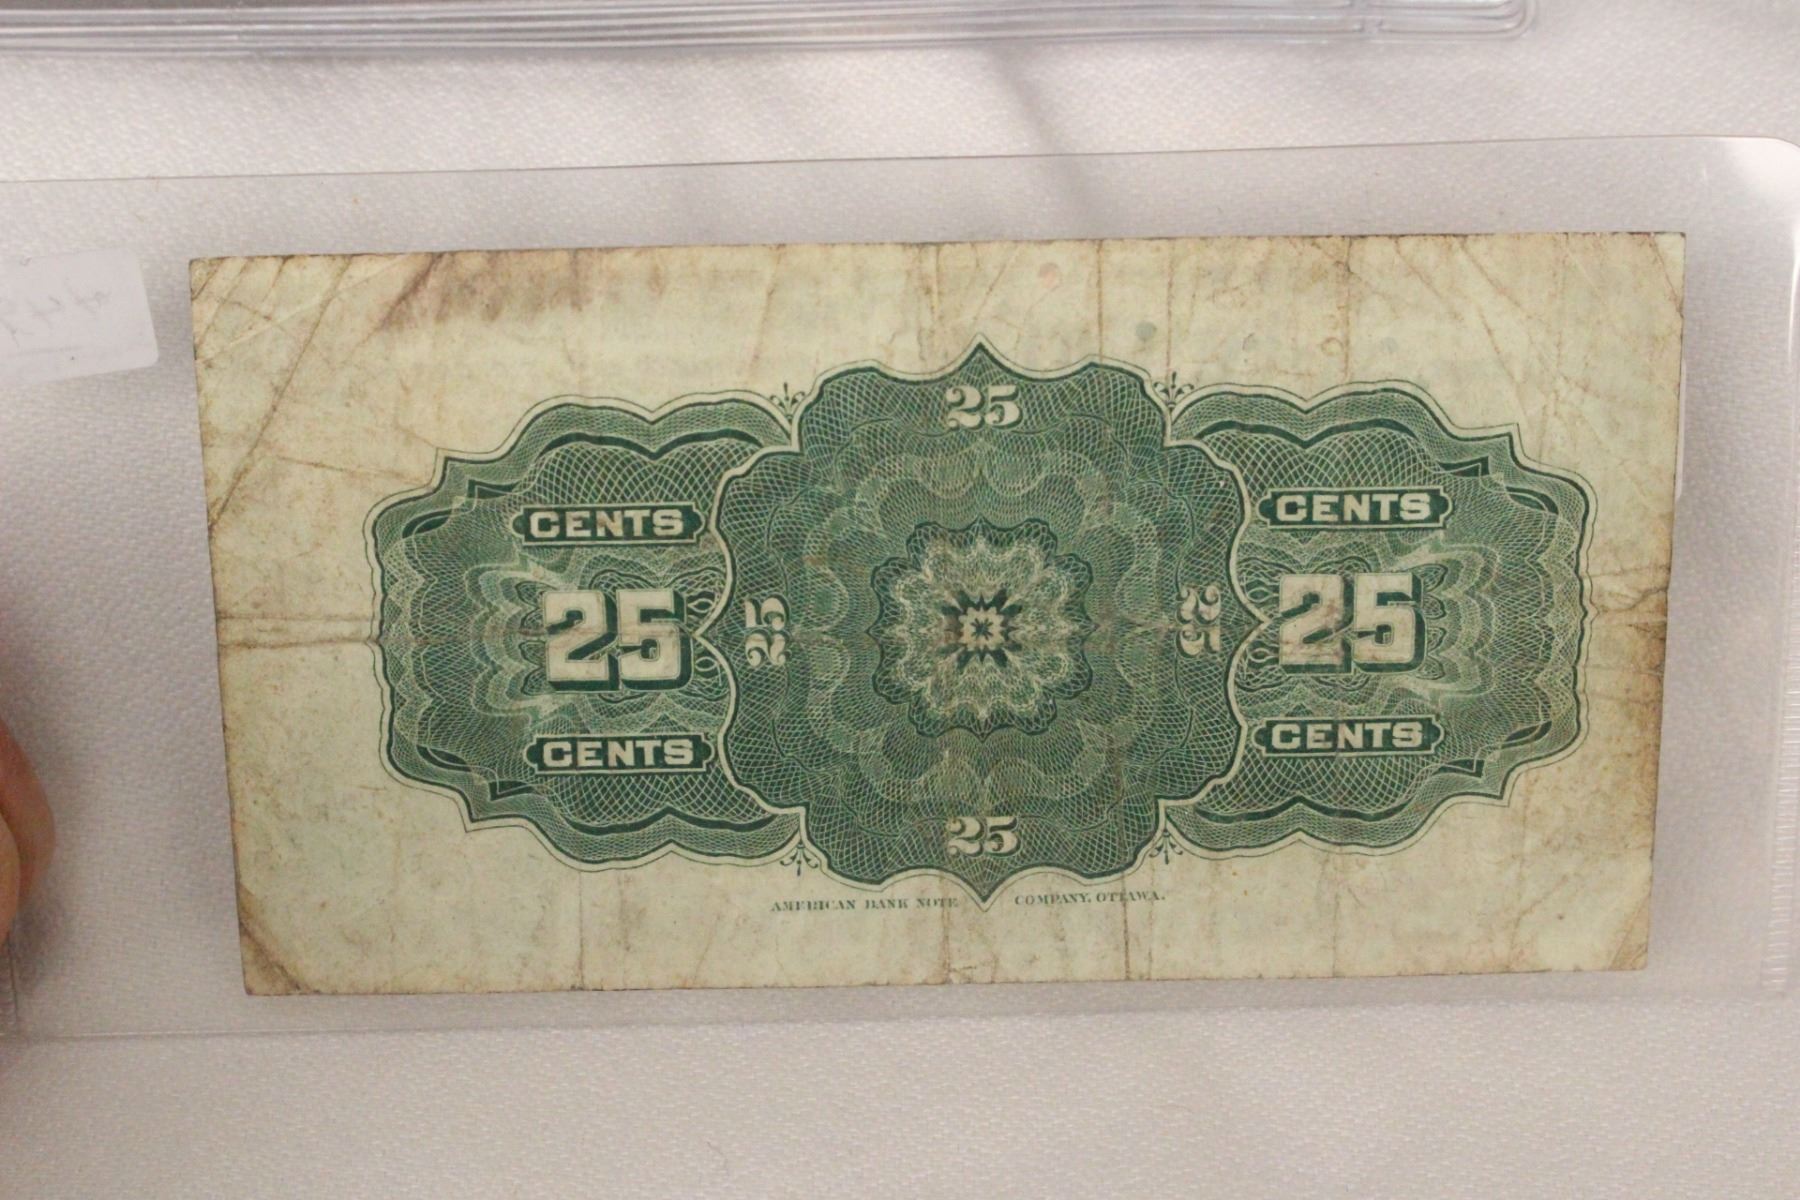 25
CENTS CENTS
25 25 25 25
CENTS CENTS
25
AMERICAN BANK NOTE COMPANY, OTTAWA.